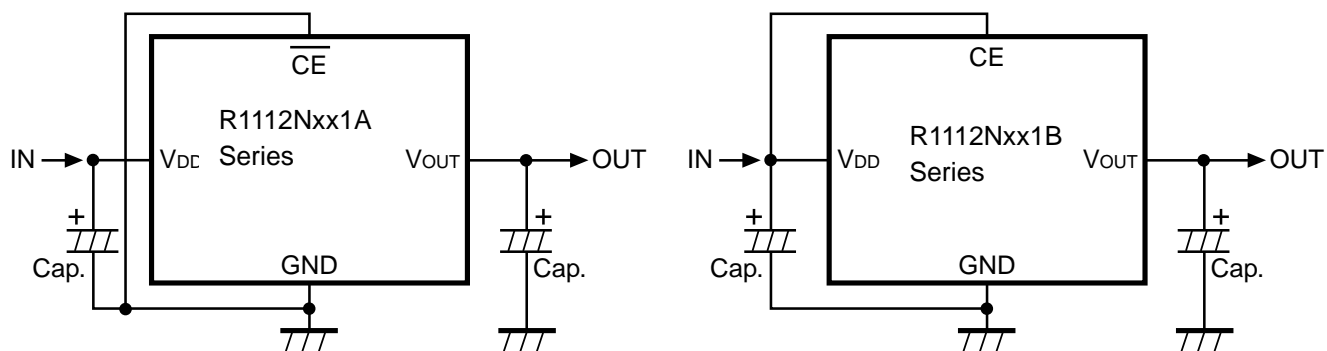 CE
R1112Nxx1A
Series
IN
VDD
VOUT
OUT
+
Cap.
+
Cap.
GND
CE
R1112Nxx1B
Series
IN
VDD
VOUT
OUT
+
Cap.
+
Cap.
GND